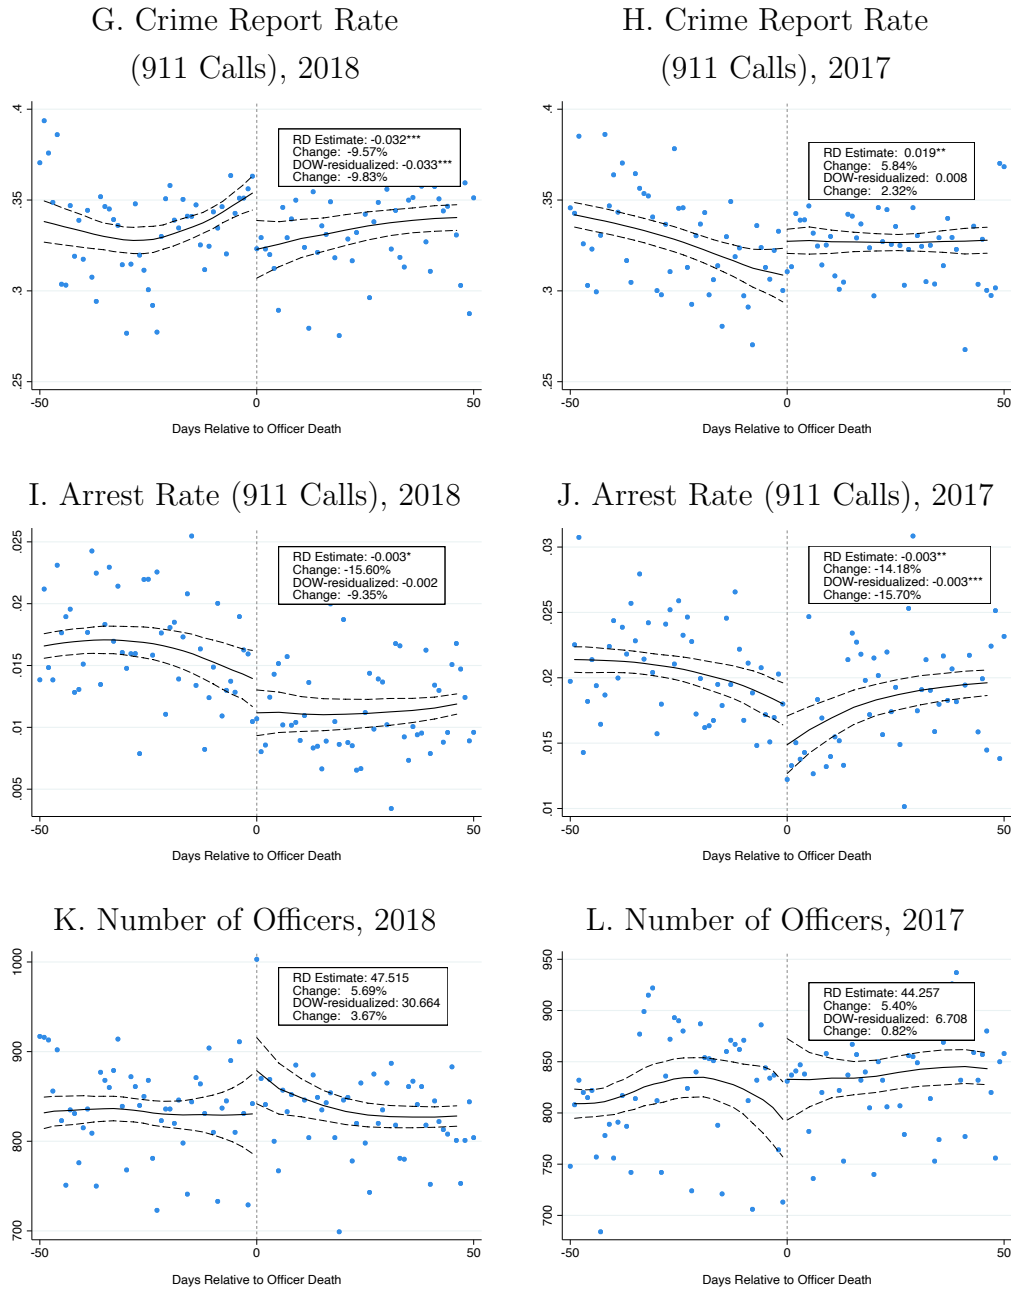 G. Crime Report Rate
(911 Calls), 2018
.4
.35
.3
.25
RD Estimate: -0.032***
Change: -9.57%
DOW-residualized: -0.033***
Change: -9.83%
-50
0
50
Days Relative to Officer Death
H. Crime Report Rate
(911 Calls), 2017
.4
.35
.3
.25
RD Estimate: 0.019**
Change: 5.84%
DOW-residualized: 0.008
Change: 2.32%
-50
0
50
Days Relative to Officer Death
I. Arrest Rate (911 Calls), 2018
.025
.02
.015
.01
.005
RD Estimate: -0.003*
Change: -15.60%
DOW-residualized: -0.002
Change: -9.35%
-50
0
50
Days Relative to Officer Death
J. Arrest Rate (911 Calls), 2017
.03
.025
.02
.015
.01
RD Estimate: -0.003**
Change: -14.18%
DOW-residualized: -0.003***
Change: -15.70%
-50
0
50
Days Relative to Officer Death
K. Number of Officers, 2018
1000
900
800
700
RD Estimate: 47.515
Change: 5.69%
DOW-residualized: 30.664
Change: 3.67%
-50
0
50
Days Relative to Officer Death
L. Number of Officers, 2017
950
900
850
800
750
700
RD Estimate: 44.257
Change: 5.40%
DOW-residualized: 6.708
Change: 0.82%
-50
0
50
Days Relative to Officer Death